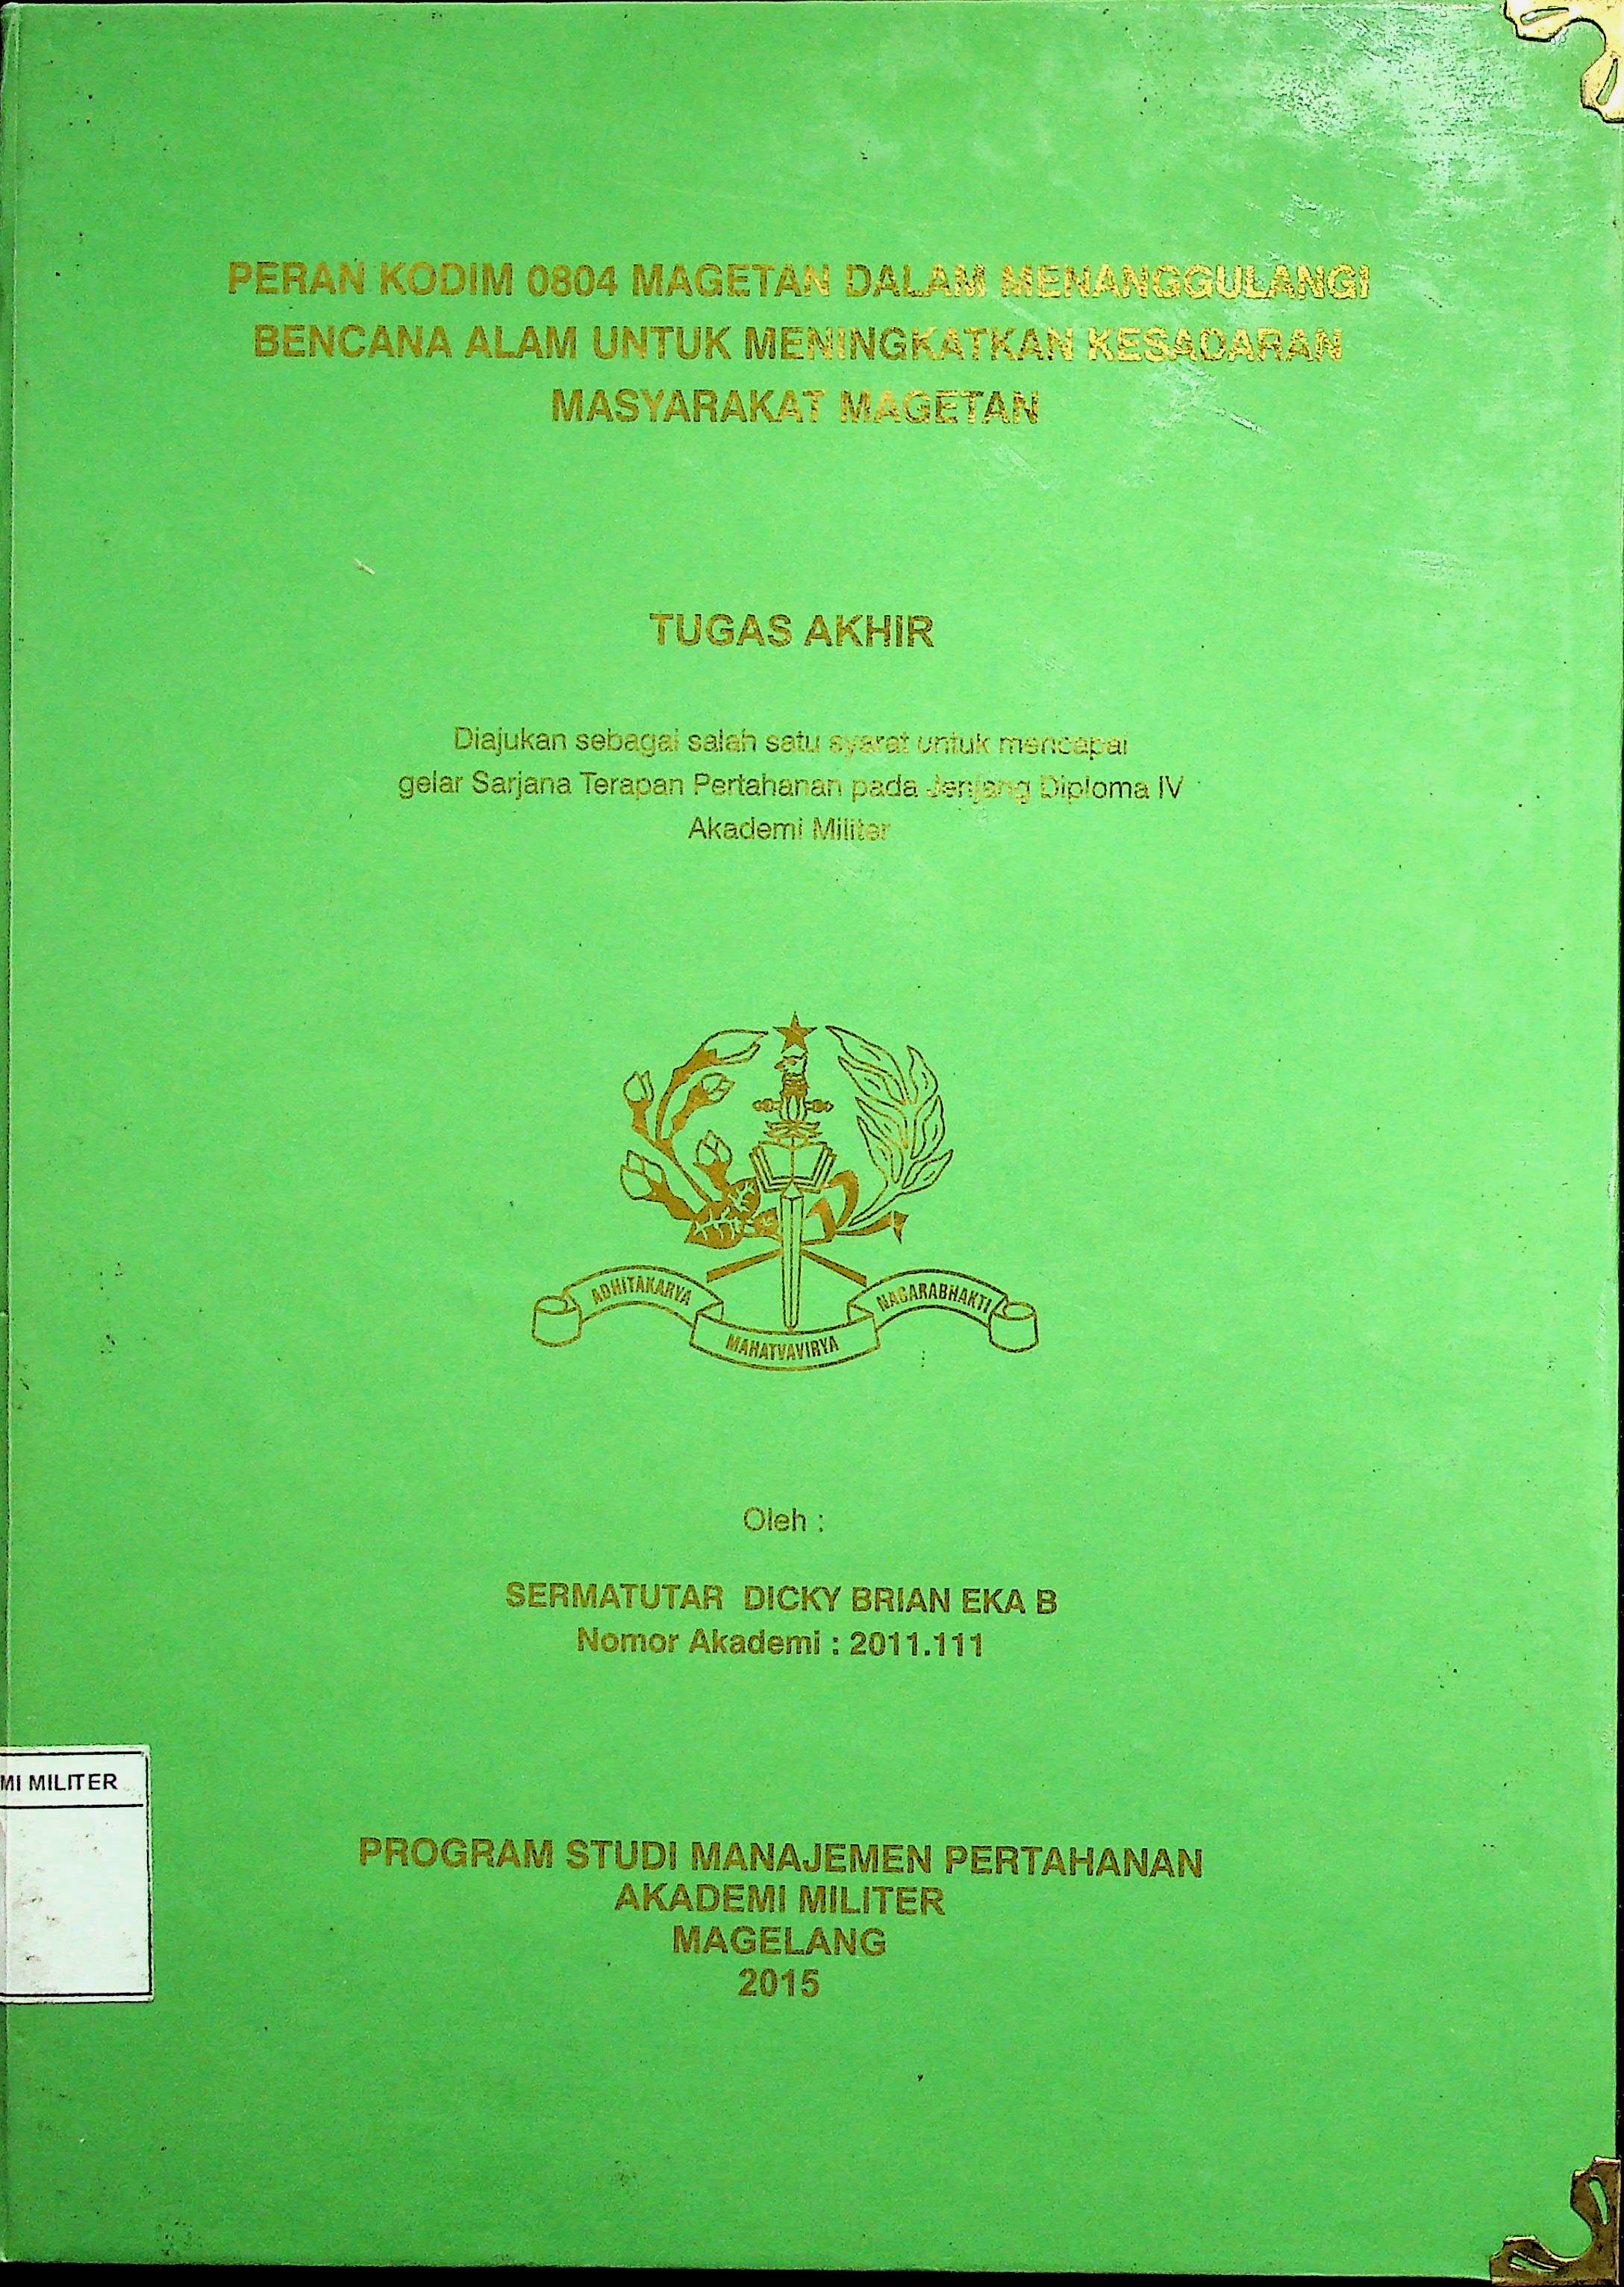 PERAN KODIM 0804 MAGETAN DALAM MENANGGULANGI
BENCANA ALAM UNTUK MENINGKATKAN KESADARAN
MASYARAKAT MAGETAN
TUGAS AKHIR
Diajukan sebagai salah satu syarat untuk mencapai
gelar Sarjana Terapan Pertahanan pada Jenjang Diploma IV
Akademi Militer
ADHITAKARYA
MAHATVAVIRYA
NAGARABHAKTI
Oleh :
SERMATUTAR DICKY BRIAN EKA B
Nomor Akademi : 2011.111
MI MILITER
PROGRAM STUDI MANAJEMEN PERTAHANAN
AKADEMI MILITER
MAGELANG
2015